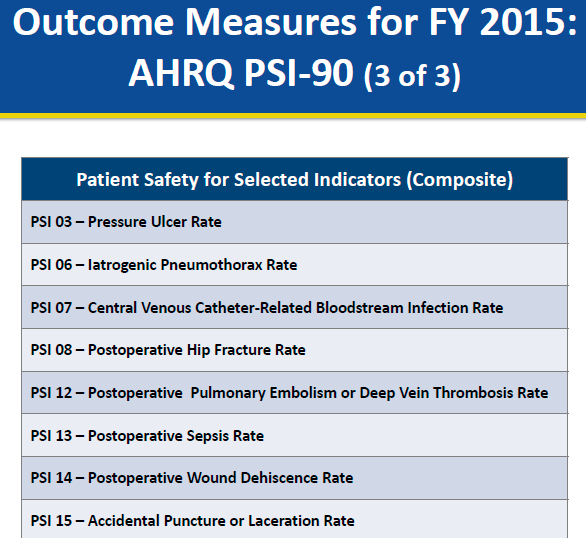 Outcome Measures for FY 2015:
AHRQ PSI-90 (3 of 3)
Patient Safety for Selected Indicators (Composite)
PSI 03 – Pressure Ulcer Rate
PSI 06 – Iatrogenic Pneumothorax Rate
PSI 07 – Central Venous Catheter-Related Bloodstream Infection Rate
PSI 08 – Postoperative Hip Fracture Rate
PSI 12 – Postoperative Pulmonary Embolism or Deep Vein Thrombosis Rate
PSI 13 – Postoperative Sepsis Rate
PSI 14 – Postoperative Wound Dehiscence Rate
PSI 15 – Accidental Puncture or Laceration Rate